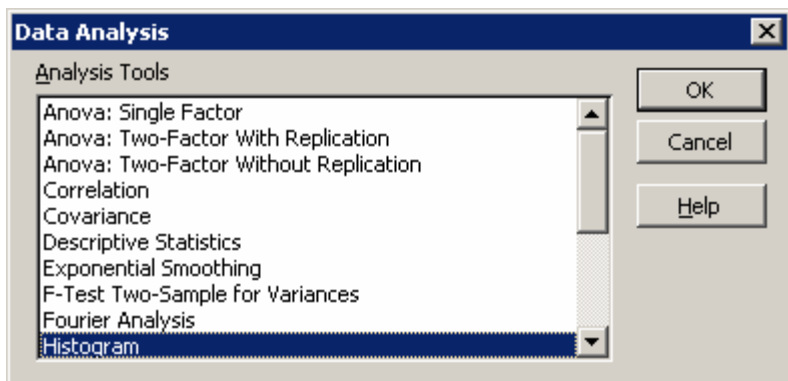 Data Analysis
Analysis Tools
Anova: Single Factor
Anova: Two-Factor With Replication
Anova: Two-Factor Without Replication
Correlation
Covariance
Descriptive Statistics
Exponential Smoothing
F-Test Two-Sample for Variances
Fourier Analysis
Histogram
OK
Cancel
Help